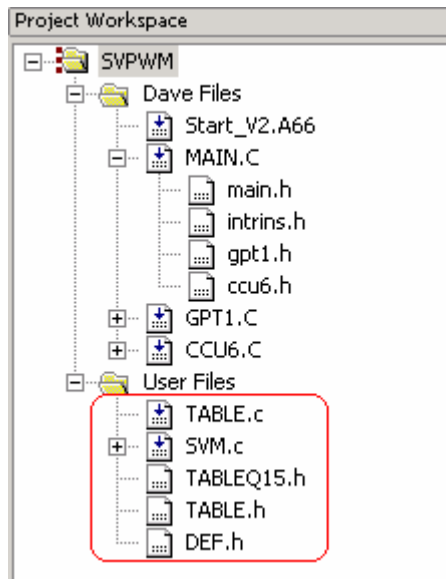 Project Workspace
SVPWM
Dave Files
Start_V2.A66
MAIN.C
main.h
intrins.h
gpt1.h
ccu6.h
GPT1.C
CCU6.C
User Files
TABLE.c
SVM.c
TABLEQ15.h
TABLE.h
DEF.h